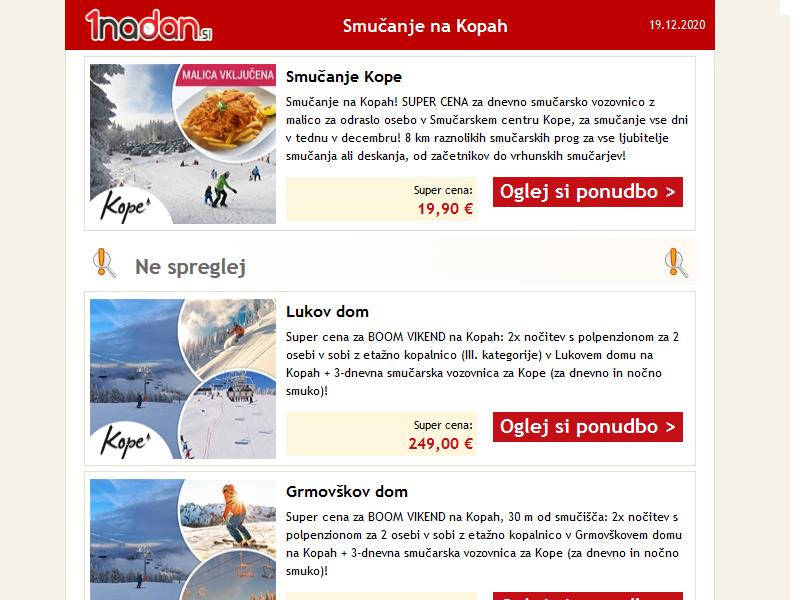 1nadan.si
Smučanje na Kopah
19.12.2020
MALICA VKLJUČENA
Kope
Smučanje Kope
Smučanje na Kopah! SUPER CENA za dnevno smučarsko vozovnico z
malico za odraslo osebo v Smučarskem centru Kope, za smučanje vse dni
v tednu v decembru! 8 km raznolikih smučarskih prog za vse ljubitelje
smučanja ali deskanja, od začetnikov do vrhunskih smučarjev!
Super cena:
19,90 €
Oglej si ponudbo >
Ne spreglej
Kope
Lukov dom
Super cena za BOOM VIKEND na Kopah: 2x nočitev s polpenzionom za 2
osebi v sobi z etažno kopalnico (III. kategorije) v Lukovem domu na
Kopah + 3-dnevna smučarska vozovnica za Kope (za dnevno in nočno
smuko)!
Super cena:
249,00 €
Oglej si ponudbo >
Grmovškov dom
Super cena za BOOM VIKEND na Kopah, 30 m od smučišča: 2x nočitev s
polpenzionom za 2 osebi v sobi z etažno kopalnico v Grmovškovem domu
na Kopah + 3-dnevna smučarska vozovnica za Kope (za dnevno in nočno
smuko)!